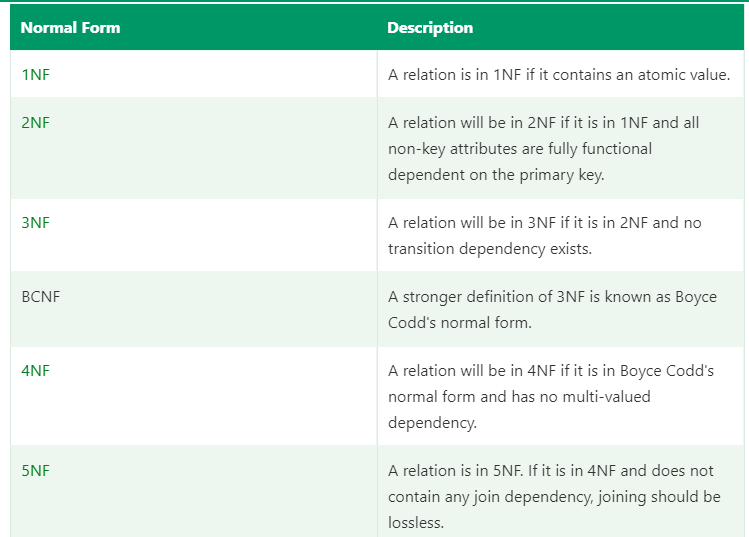 Normal Form Description
1NF A relation is in 1NF if it contains an atomic value.
2NF A relation will be in 2NF if it is in 1NF and all
non-key attributes are fully functional
dependent on the primary key.
3NF A relation will be in 3NF if it is in 2NF and no
transition dependency exists.
BCNF A stronger definition of 3NF is known as Boyce
Codd's normal form.
4NF A relation will be in 4NF if it is in Boyce Codd's
normal form and has no multi-valued
dependency.
5NF A relation is in 5NF. If it is in 4NF and does not
contain any join dependency, joining should be
lossless.